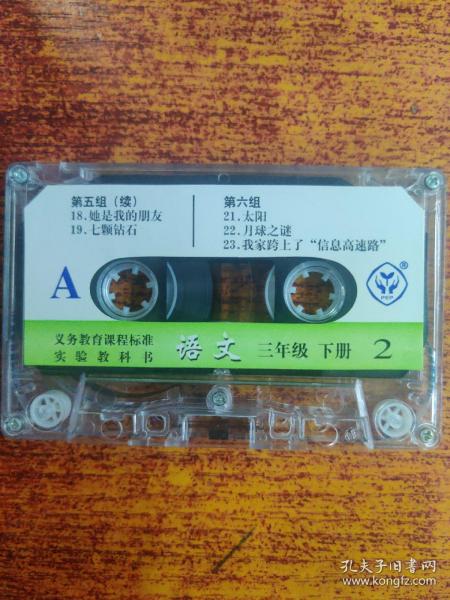 第五组（续）
18.她是我的朋友
19.七颗钻石
第六组
21.太阳
22.月球之谜
23.我家跨上了“信息高速路”
A
®
PEP
义务教育课程标准
实验教科书
语文 三年级 下册 2
孔夫子旧书网
www.kongfz.com